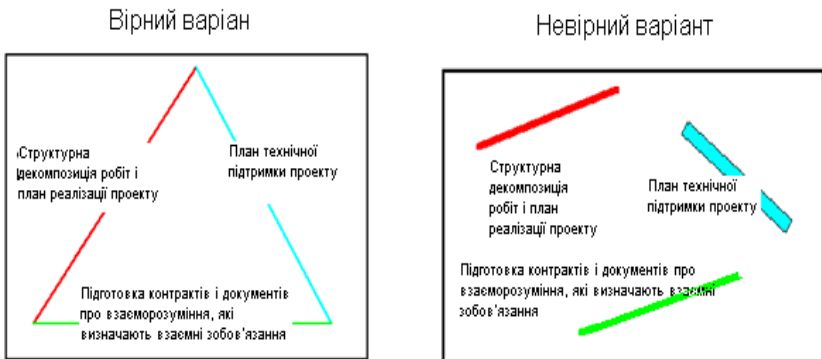 Вірний варіан
Структурна
декомпозиція робіт і
план реалізації проекту
План технічної
підтримки проекту
Підготовка контрактів і документів
про взаєморозуміння, які
визначають взаємні зобов'язання
Невірний варіант
Структурна
декомпозиція
робіт і план
реалізації проекту
План технічної
підтримки проекту
Підготовка контрактів і документів про
взаєморозуміння, які визначають взаємні
зобов'язання